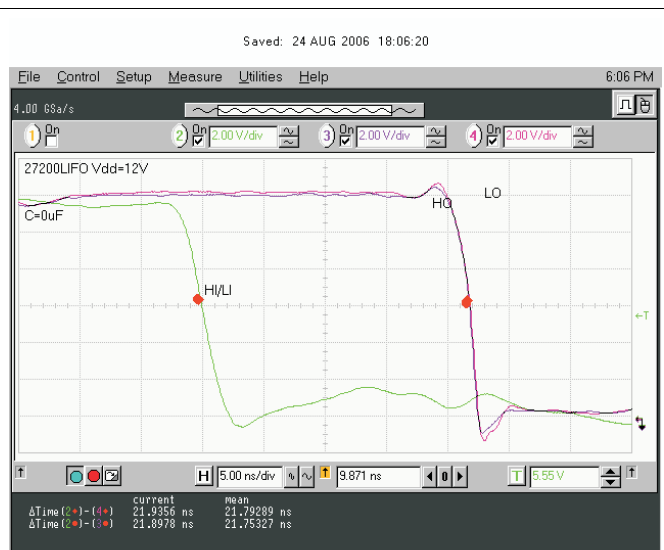 Saved: 24 AUG 2006 18:06:20
File Control Setup Measure Utilities Help 6:06 PM
4.00 GSa/s
1 On 2 On 2.00 V/div 3 On 2.00 V/div 4 On 2.00 V/div
27200LIFO Vdd=12V
LO
HO
C=0uF
HI/LI
←T
H 5.00 ns/div 9.871 ns 0 T 5.55 V
current mean
ΔTime(2●)-(4●) 21.9356 ns 21.79289 ns
ΔTime(2●)-(3●) 21.8978 ns 21.75327 ns